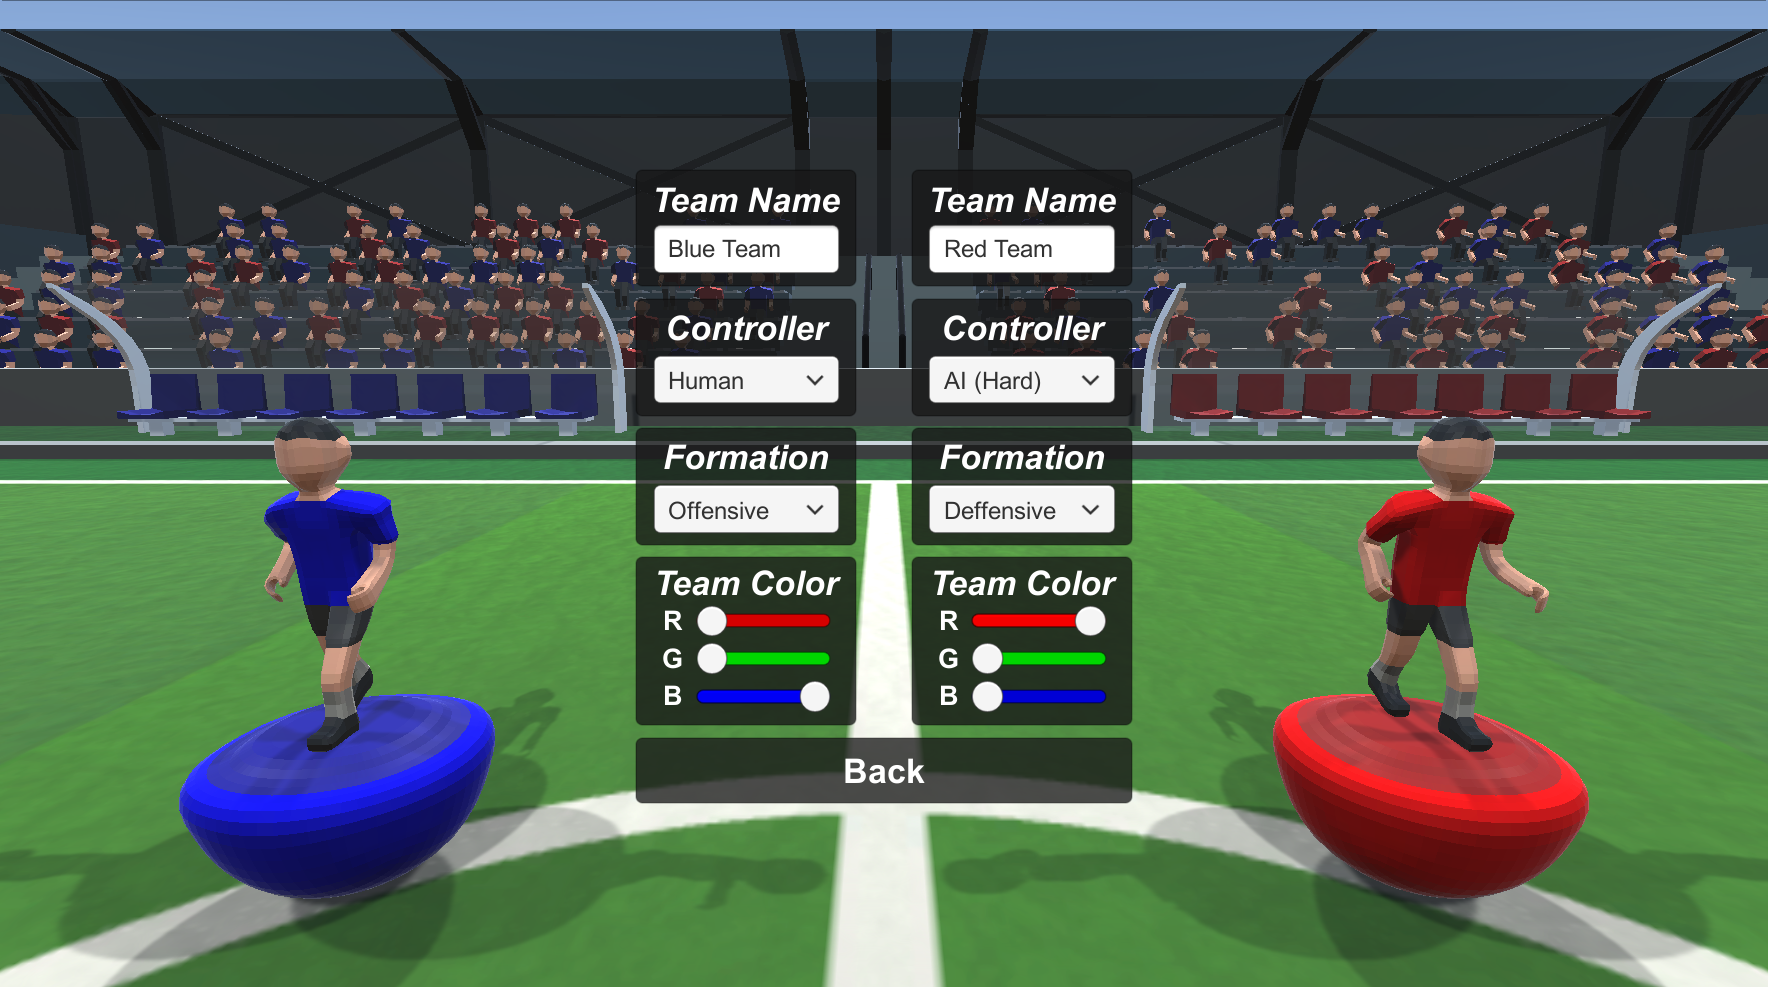 Team Name
Blue Team
Controller
Human
Formation
Offensive
Team Color
R
G
B
Team Name
Red Team
Controller
AI (Hard)
Formation
Deffensive
Team Color
R
G
B
Back